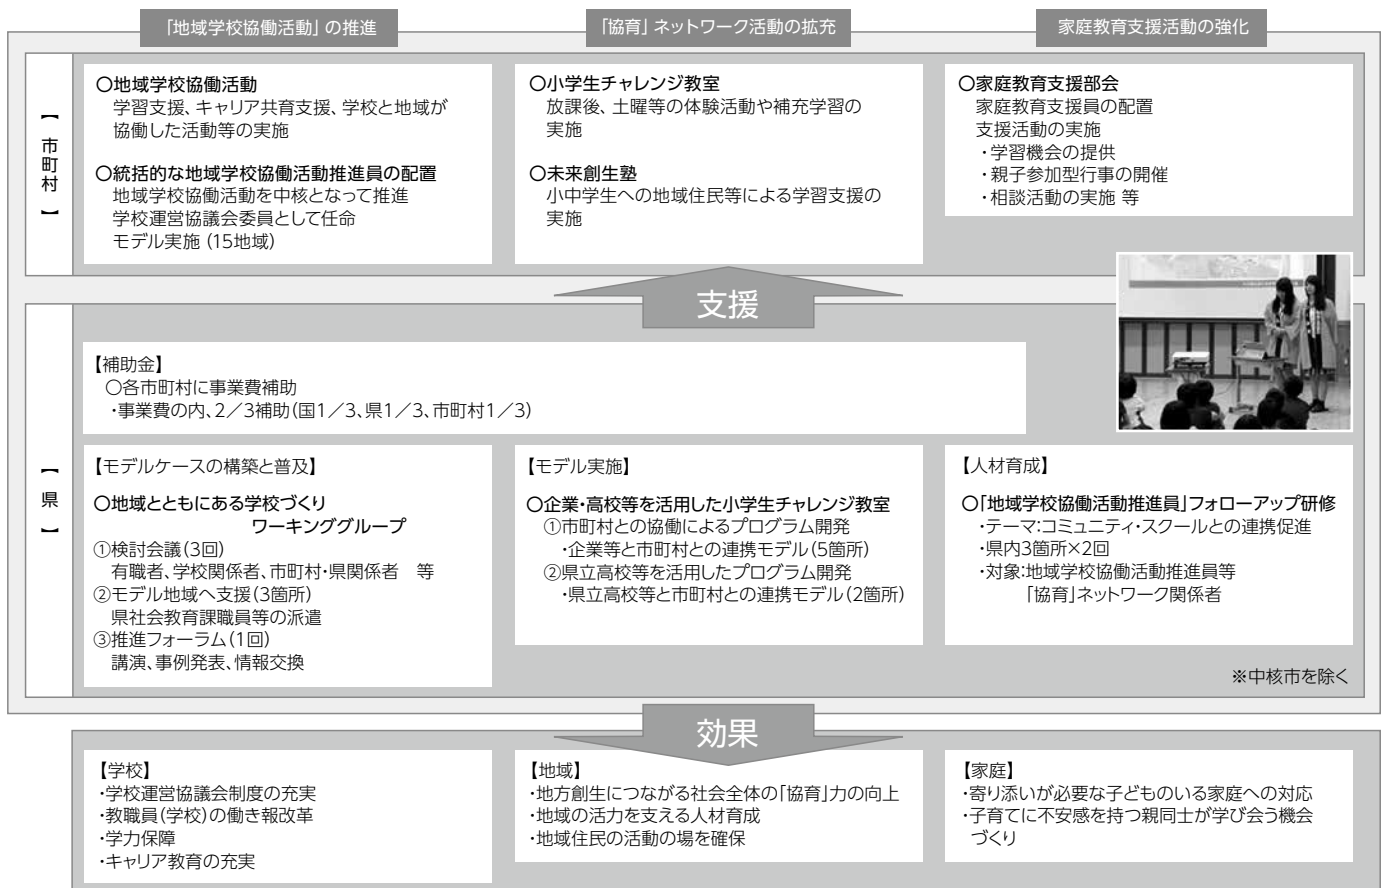 「地域学校協働活動」の推進
「協育」ネットワーク活動の拡充
家庭教育支援活動の強化
【市町村】
〇地域学校協働活動
学習支援、キャリア共育支援、学校と地域が
協働した活動等の実施
〇統括的な地域学校協働活動推進員の配置
地域学校協働活動を中核となって推進
学校運営協議会委員として任命
モデル実施 (15地域)
〇小学生チャレンジ教室
放課後、土曜等の体験活動や補充学習の
実施
〇未来創生塾
小中学生への地域住民等による学習支援の
実施
〇家庭教育支援部会
家庭教育支援員の配置
支援活動の実施
・学習機会の提供
・親子参加型行事の開催
・相談活動の実施 等
支援
【県】
【補助金】
〇各市町村に事業費補助
・事業費の内、2／3補助(国1／3、県1／3、市町村1／3)
【モデルケースの構築と普及】
〇地域とともにある学校づくり
ワーキンググループ
①検討会議(3回)
有職者、学校関係者、市町村・県関係者　等
②モデル地域へ支援(3箇所)
県社会教育課職員等の派遣
③推進フォーラム(1回)
講演、事例発表、情報交換
【モデル実施】
〇企業・高校等を活用した小学生チャレンジ教室
①市町村との協働によるプログラム開発
・企業等と市町村との連携モデル(5箇所)
②県立高校等を活用したプログラム開発
・県立高校等と市町村との連携モデル(2箇所)
【人材育成】
〇「地域学校協働活動推進員」フォローアップ研修
・テーマ:コミュニティ・スクールとの連携促進
・県内3箇所×2回
・対象:地域学校協働活動推進員等
「協育」ネットワーク関係者
※中核市を除く
効果
【学校】
・学校運営協議会制度の充実
・教職員(学校)の働き報改革
・学力保障
・キャリア教育の充実
【地域】
・地方創生につながる社会全体の「協育」力の向上
・地域の活力を支える人材育成
・地域住民の活動の場を確保
【家庭】
・寄り添いが必要な子どものいる家庭への対応
・子育てに不安感を持つ親同士が学び会う機会
づくり